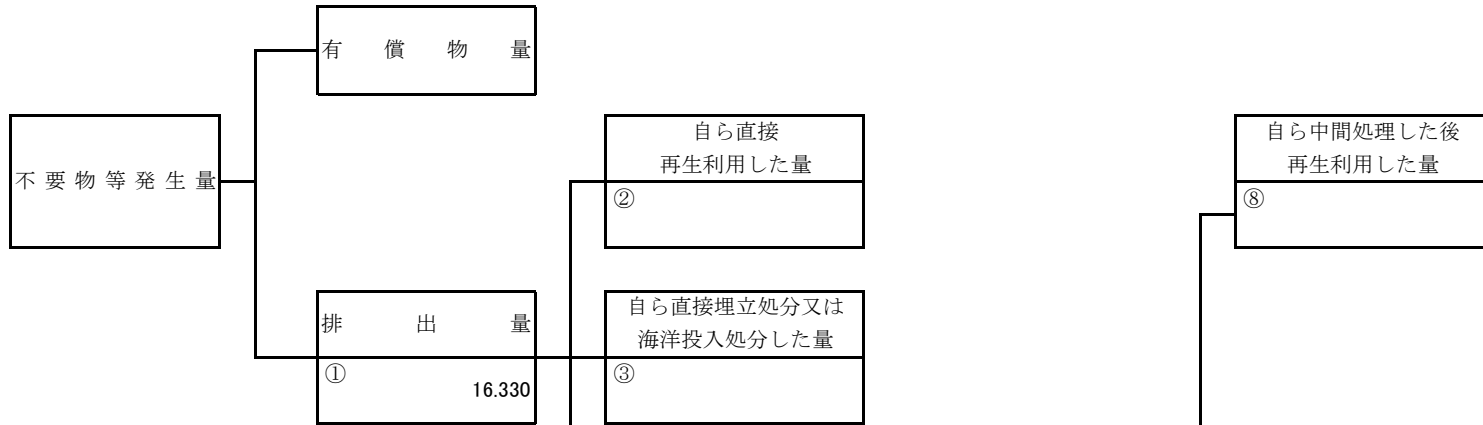 有償物量
不要物等発生量
自ら直接
再生利用した量
②
自ら中間処理した後
再生利用した量
⑧
排出量
①
16.330
自ら直接埋立処分又は
海洋投入処分した量
③